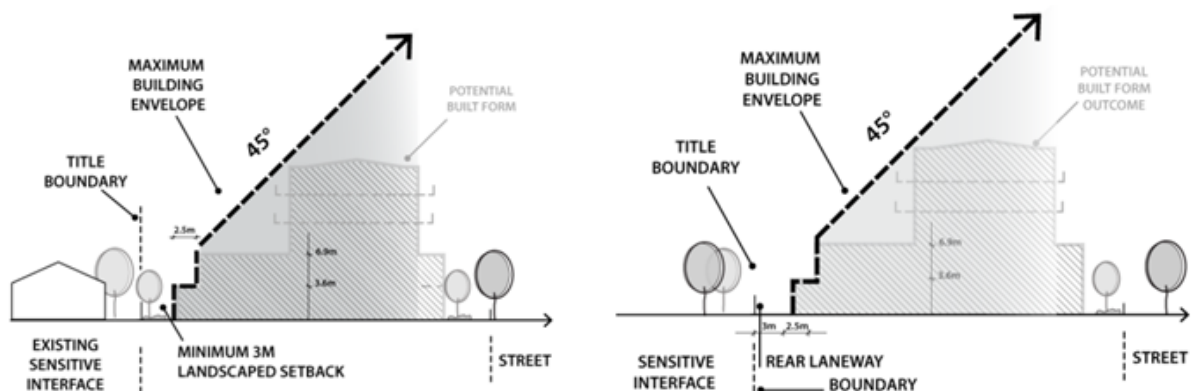 MAXIMUM
BUILDING
ENVELOPE
45°
POTENTIAL
BUILT FORM
TITLE
BOUNDARY
2.5m
6.9m
3.6m
EXISTING
SENSITIVE
INTERFACE
MINIMUM 3M
LANDSCAPED SETBACK
STREET
MAXIMUM
BUILDING
ENVELOPE
45°
POTENTIAL
BUILT FORM
OUTCOME
TITLE
BOUNDARY
6.9m
3.6m
3m
2.5m
SENSITIVE
INTERFACE
REAR LANEWAY
BOUNDARY
STREET